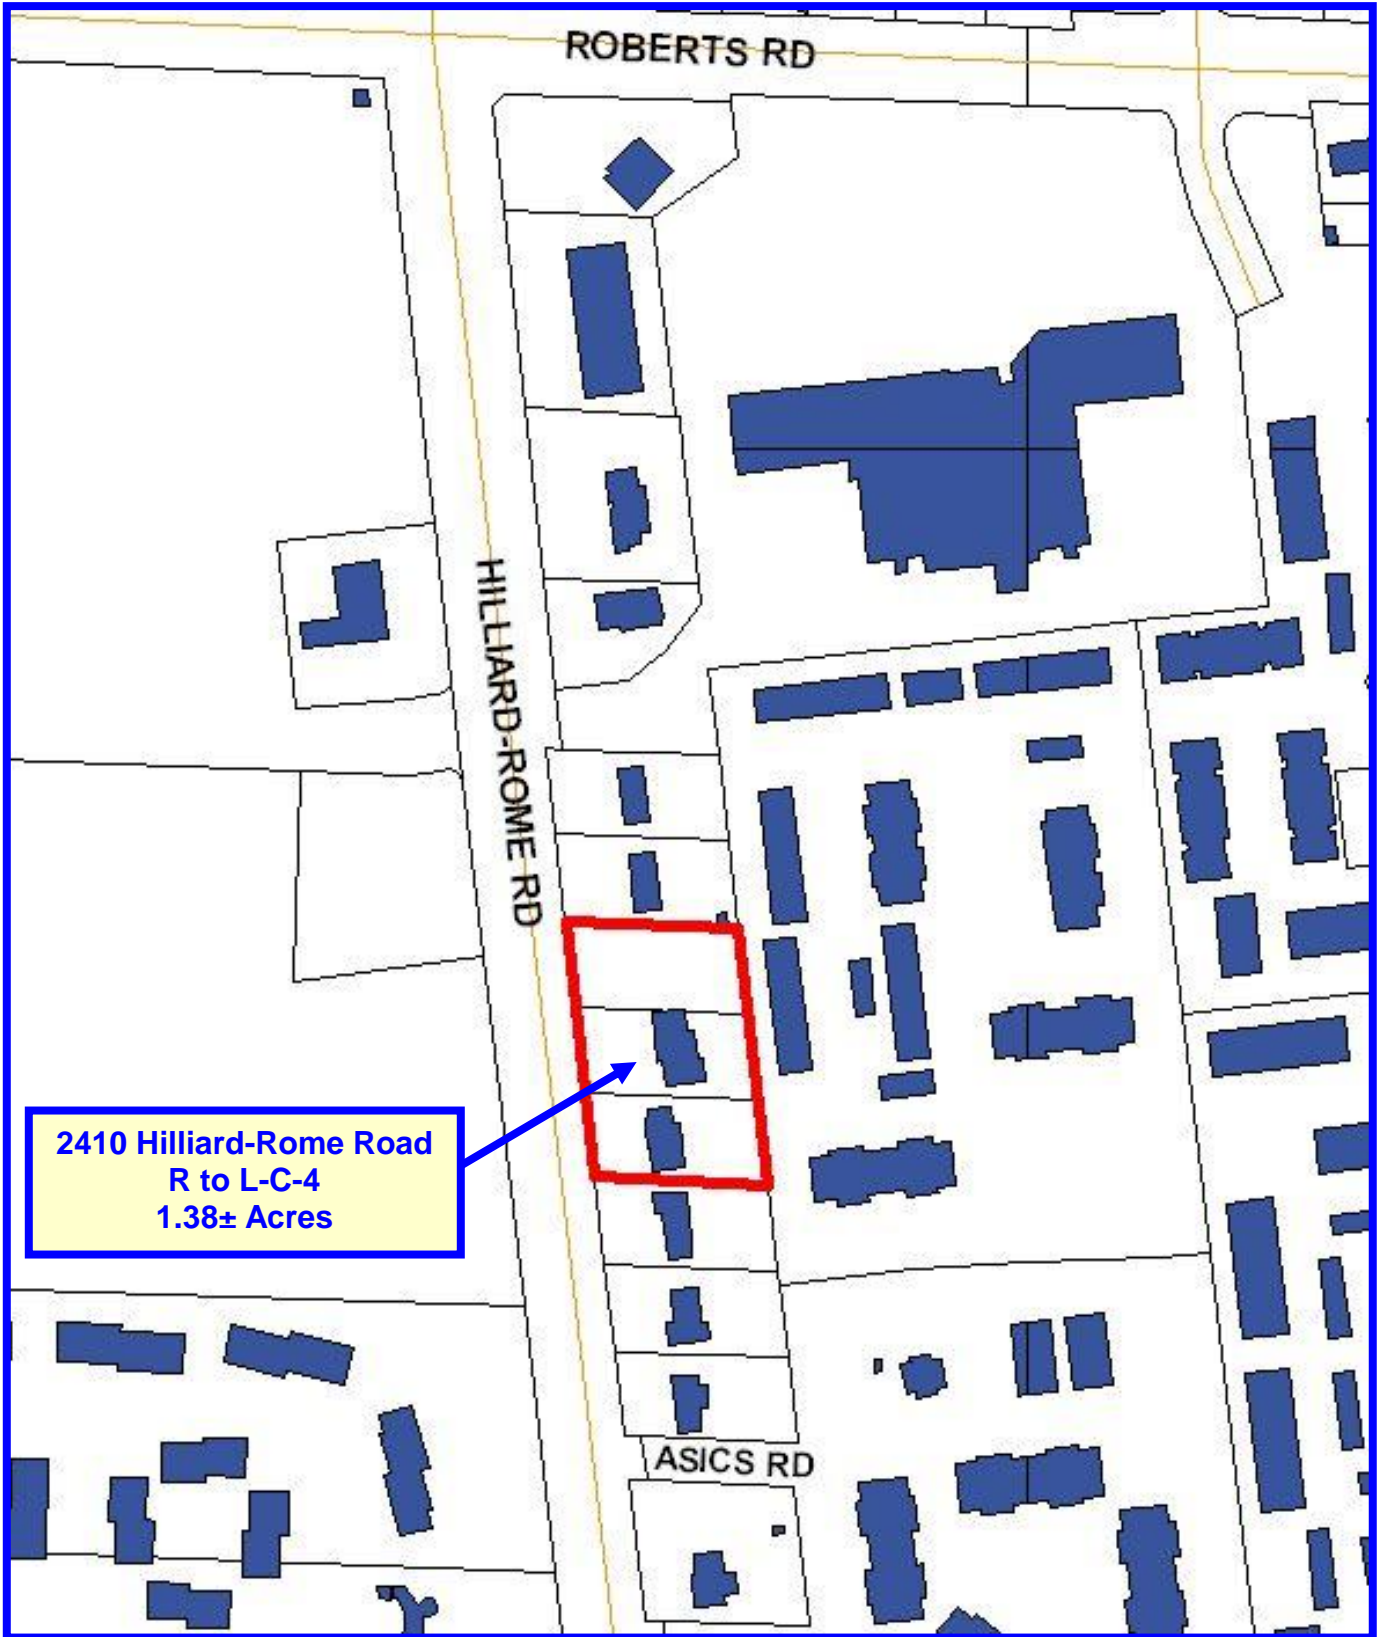 ROBERTS RD
HILLIARD-ROME RD
2410 Hilliard-Rome Road
R to L-C-4
1.38± Acres
ASICS RD